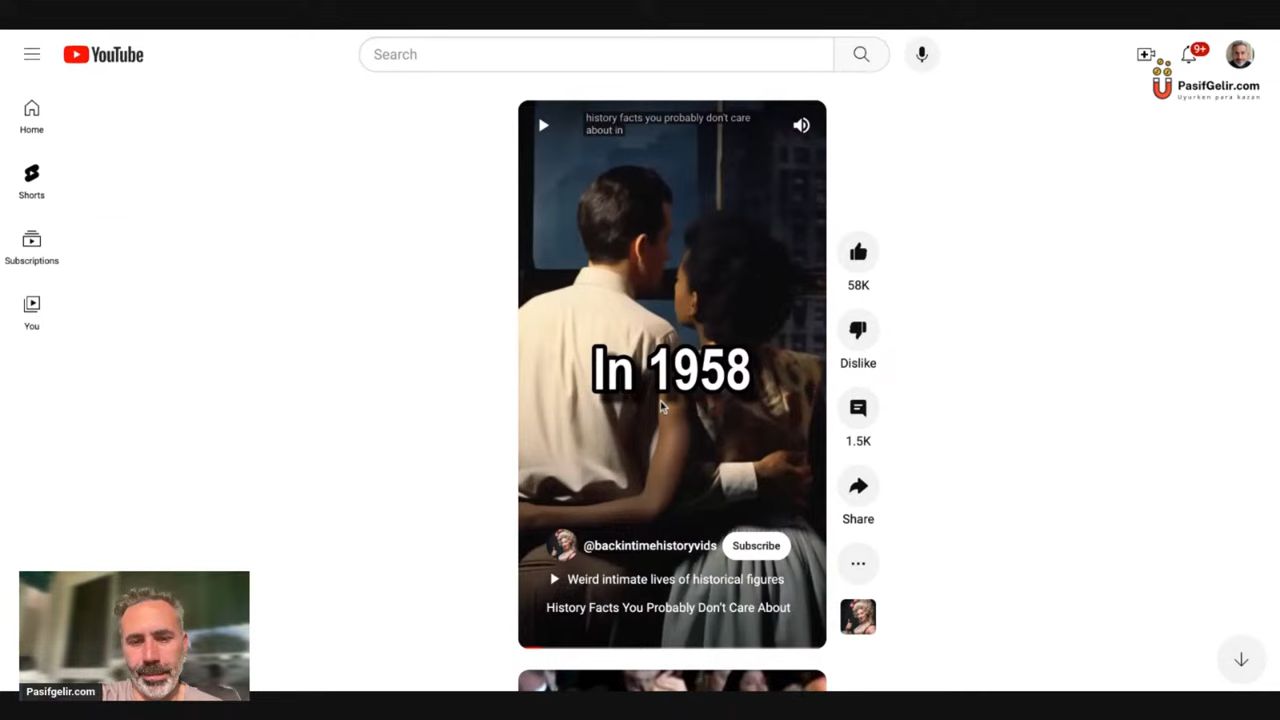 YouTube
Search
9+
PasifGelir.com
Uyurken para kazan
Home
Shorts
Subscriptions
You
history facts you probably don't care
about in
In 1958
58K
Dislike
1.5K
Share
@backintimehistoryvids
Subscribe
Weird intimate lives of historical figures
History Facts You Probably Don't Care About
Pasifgelir.com